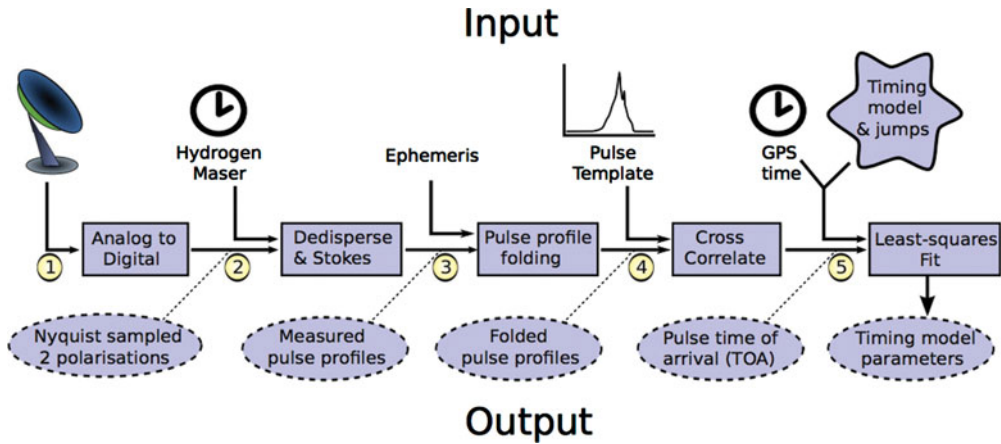 Input
Hydrogen
Maser
Ephemeris
Pulse
Template
GPS
time
Timing
model
& jumps
1
Analog to
Digital
2
Dedisperse
& Stokes
3
Pulse profile
folding
4
Cross
Correlate
5
Least-squares
Fit
Nyquist sampled
2 polarisations
Measured
pulse profiles
Folded
pulse profiles
Pulse time of
arrival (TOA)
Timing model
parameters
Output